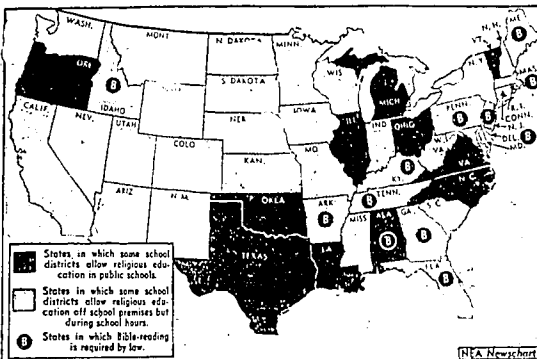 WASH.
MONT.
N. DAKOTA
MINN.
ORE.
IDAHO
B
S. DAKOTA
WIS
MICH
N.Y.
VT.
N.H.
ME.
B
MASS.
B
R.I.
CONN.
N.J.
DEL.
MD.
PENN.
B
B
CALIF.
NEV.
UTAH
COLO
NEB
IOWA
ILL
IND
OHIO
W.
VA.
VA.
KAN.
MO.
KY.
B
N.C.
ARIZ
N.M.
OKLA
ARK
B
TENN.
B
S.C.
TEXAS
LA
MISS
ALA
B
GA.
B
FLA
B
States in which some school
districts allow religious edu-
cation in public schools.
States in which some school
districts allow religious edu-
cation off school premises but
during school hours.
B
States in which Bible-reading
is required by law.
NEA Newschart